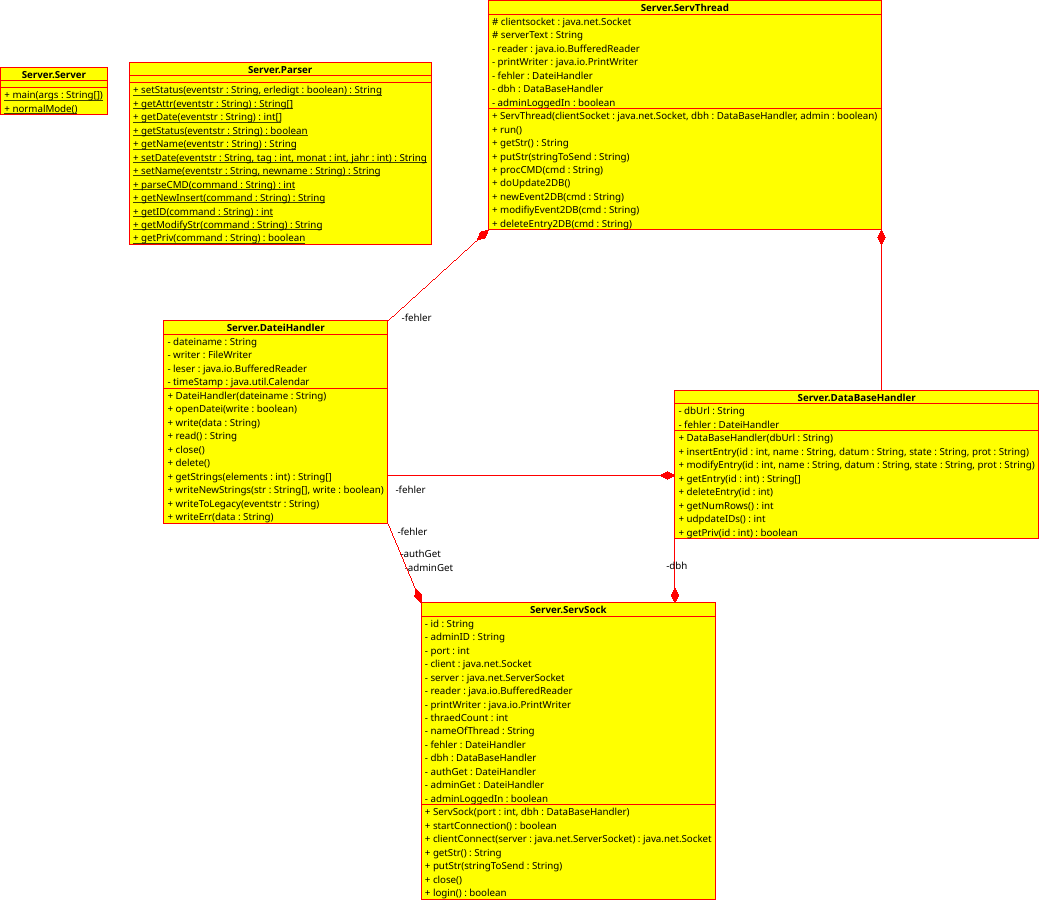 Server.ServThread
# clientsocket : java.net.Socket
# serverText : String
- reader : java.io.BufferedReader
- printWriter : java.io.PrintWriter
- fehler : DateiHandler
- dbh : DataBaseHandler
- adminLoggedIn : boolean
+ ServThread(clientSocket : java.net.Socket, dbh : DataBaseHandler, admin : boolean)
+ run()
+ getStr() : String
+ putStr(stringToSend : String)
+ procCMD(cmd : String)
+ doUpdate2DB()
+ newEvent2DB(cmd : String)
+ modifiyEvent2DB(cmd : String)
+ deleteEntry2DB(cmd : String)
Server.Server
+ main(args : String[])
+ normalMode()
Server.Parser
+ setStatus(eventstr : String, erledigt : boolean) : String
+ getAttr(eventstr : String) : String[]
+ getDate(eventstr : String) : int[]
+ getStatus(eventstr : String) : boolean
+ getName(eventstr : String) : String
+ setDate(eventstr : String, tag : int, monat : int, jahr : int) : String
+ setName(eventstr : String, newname : String) : String
+ parseCMD(command : String) : int
+ getNewInsert(command : String) : String
+ getID(command : String) : int
+ getModifyStr(command : String) : String
+ getPriv(command : String) : boolean
-fehler
Server.DateiHandler
- dateiname : String
- writer : FileWriter
- leser : java.io.BufferedReader
- timeStamp : java.util.Calendar
+ DateiHandler(dateiname : String)
+ openDatei(write : boolean)
+ write(data : String)
+ read() : String
+ close()
+ delete()
+ getStrings(elements : int) : String[]
+ writeNewStrings(str : String[], write : boolean)
+ writeToLegacy(eventstr : String)
+ writeErr(data : String)
Server.DataBaseHandler
- dbUrl : String
- fehler : DateiHandler
+ DataBaseHandler(dbUrl : String)
+ insertEntry(id : int, name : String, datum : String, state : String, prot : String)
+ modifyEntry(id : int, name : String, datum : String, state : String, prot : String)
+ getEntry(id : int) : String[]
+ deleteEntry(id : int)
+ getNumRows() : int
+ udpdateIDs() : int
+ getPriv(id : int) : boolean
-fehler
-fehler
-authGet
-adminGet
-dbh
Server.ServSock
- id : String
- adminID : String
- port : int
- client : java.net.Socket
- server : java.net.ServerSocket
- reader : java.io.BufferedReader
- printWriter : java.io.PrintWriter
- thraedCount : int
- nameOfThread : String
- fehler : DateiHandler
- dbh : DataBaseHandler
- authGet : DateiHandler
- adminGet : DateiHandler
- adminLoggedIn : boolean
+ ServSock(port : int, dbh : DataBaseHandler)
+ startConnection() : boolean
+ clientConnect(server : java.net.ServerSocket) : java.net.Socket
+ getStr() : String
+ putStr(stringToSend : String)
+ close()
+ login() : boolean